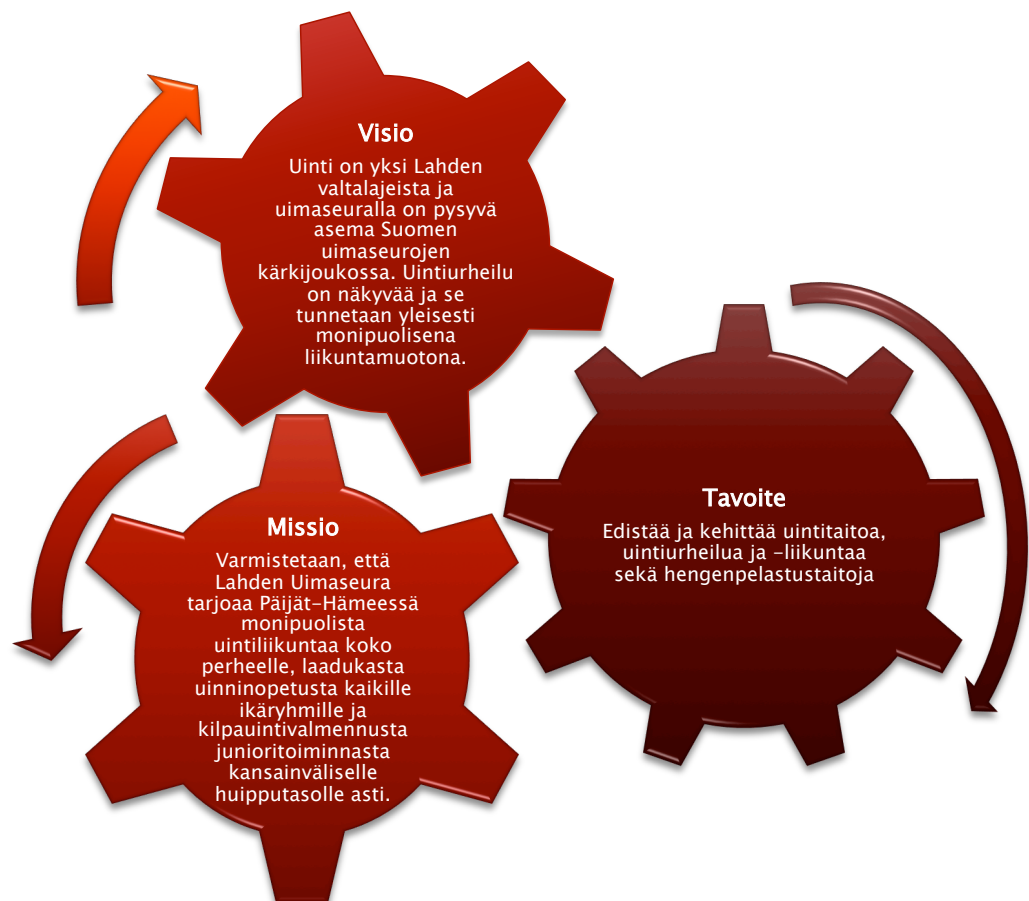 Visio
Uinti on yksi Lahden
valtalajeista ja
uimaseuralla on pysyvä
asema Suomen
uimaseurojen
kärkijoukossa. Uintiurheilu
on näkyvää ja se
tunnetaan yleisesti
monipuolisena
liikuntamuotona.
Missio
Varmistetaan, että
Lahden Uimaseura
tarjoaa Päijät-Hämeessä
monipuolista
uintiliikuntaa koko
perheelle, laadukasta
uinninopetusta kaikille
ikäryhmille ja
kilpauintivalmennusta
junioritoiminnasta
kansainväliselle
huipputasolle asti.
Tavoite
Edistää ja kehittää uintitaitoa,
uintiurheilua ja -liikuntaa
sekä hengenpelastustaitoja